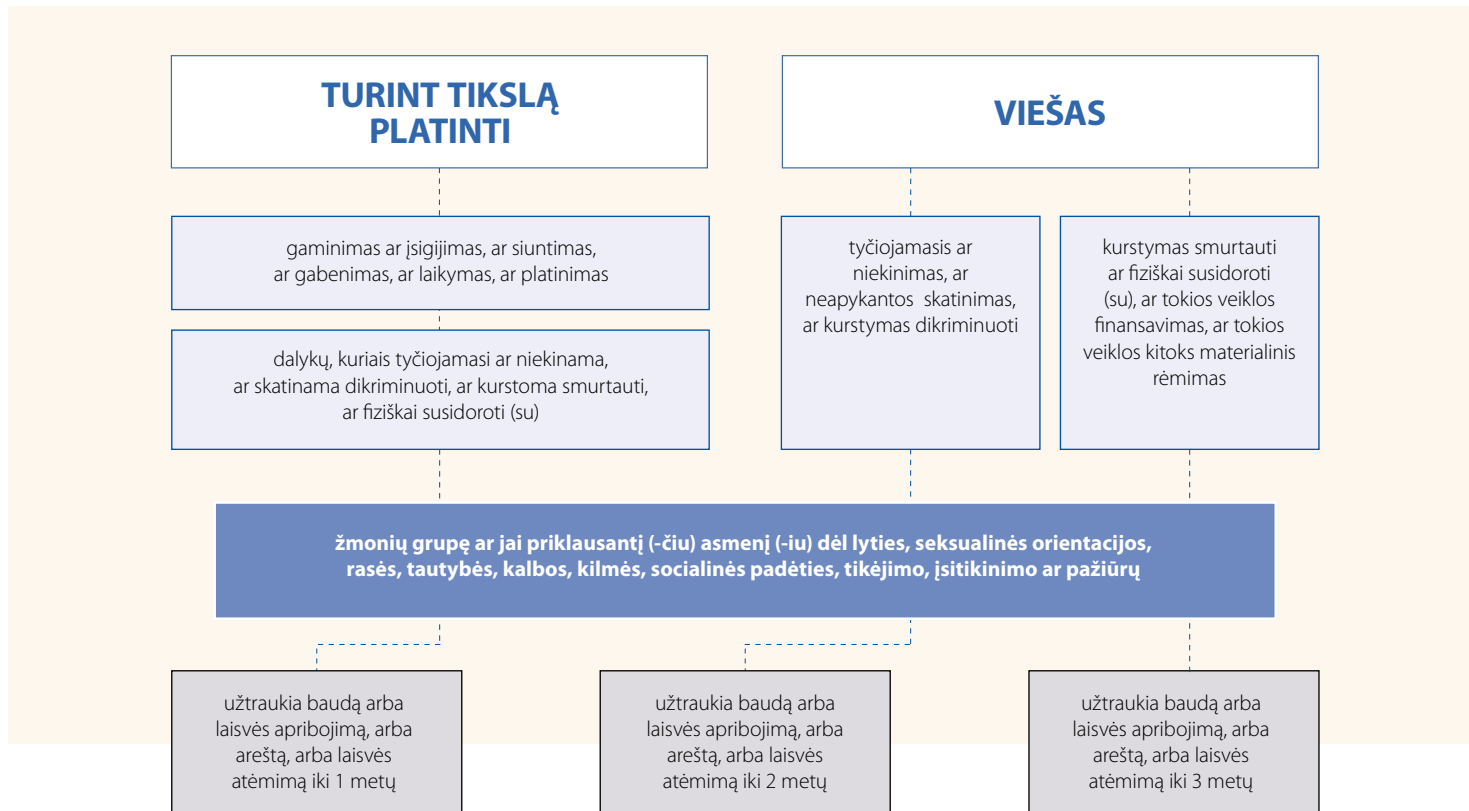 TURINT TIKSLĄ
PLATINTI
VIEŠAS
gaminimas ar įsigijimas, ar siuntimas,
ar gabenimas, ar laikymas, ar platinimas
dalykų, kuriais tyčiojamasi ar niekinama,
ar skatinama dikriminuoti, ar kurstoma smurtauti,
ar fiziškai susidoroti (su)
tyčiojamasis ar
niekinimas, ar
neapykantos skatinimas,
ar kurstymas dikriminuoti
kurstymas smurtauti
ar fiziškai susidoroti
(su), ar tokios veiklos
finansavimas, ar tokios
veiklos kitoks materialinis
rėmimas
žmonių grupę ar jai priklausantį (-čiu) asmenį (-iu) dėl lyties, seksualinės orientacijos,
rasės, tautybės, kalbos, kilmės, socialinės padėties, tikėjimo, įsitikinimo ar pažiūrų
užtraukia baudą arba
laisvės apribojimą, arba
areštą, arba laisvės
atėmimą iki 1 metų
užtraukia baudą arba
laisvės apribojimą, arba
areštą, arba laisvės
atėmimą iki 2 metų
užtraukia baudą arba
laisvės apribojimą, arba
areštą, arba laisvės
atėmimą iki 3 metų